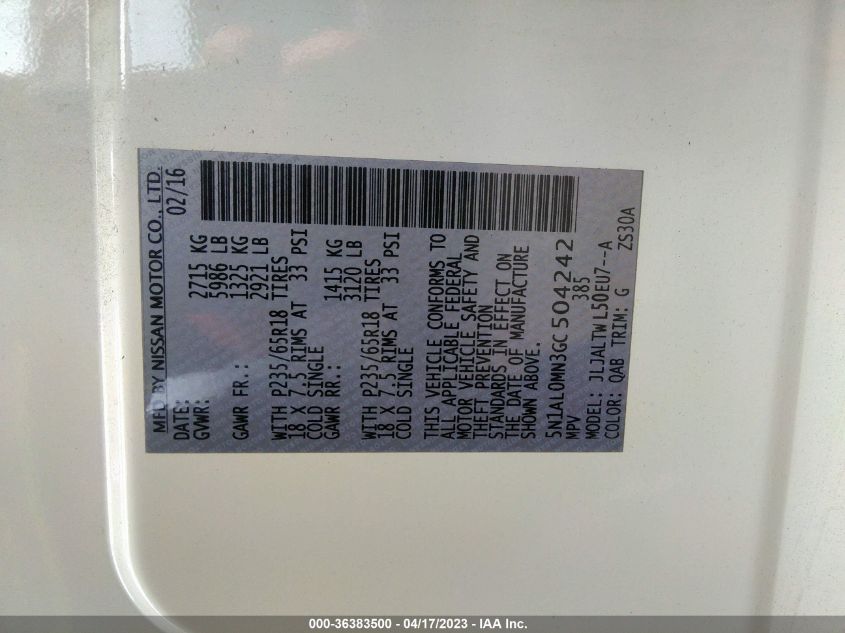 MFD BY NISSAN MOTOR CO., LTD.
DATE: 02/16
GVWR: 2715 KG
5986 LB
GAWR FR.: 1325 KG
2921 LB
WITH P235/65R18 TIRES
18 X 7.5 RIMS AT 33 PSI
COLD SINGLE
GAWR RR.: 1415 KG
3120 LB
WITH P235/65R18 TIRES
18 X 7.5 RIMS AT 33 PSI
COLD SINGLE
THIS VEHICLE CONFORMS TO
ALL APPLICABLE FEDERAL
MOTOR VEHICLE SAFETY AND
THEFT PREVENTION
STANDARDS IN EFFECT ON
THE DATE OF MANUFACTURE
SHOWN ABOVE.
5N1AL0MN3GC504242
MPV 385
MODEL: JLJALTWL50EU7--A
COLOR: QAB TRIM: G ZS30A
000-36383500 - 04/17/2023 - IAA Inc.